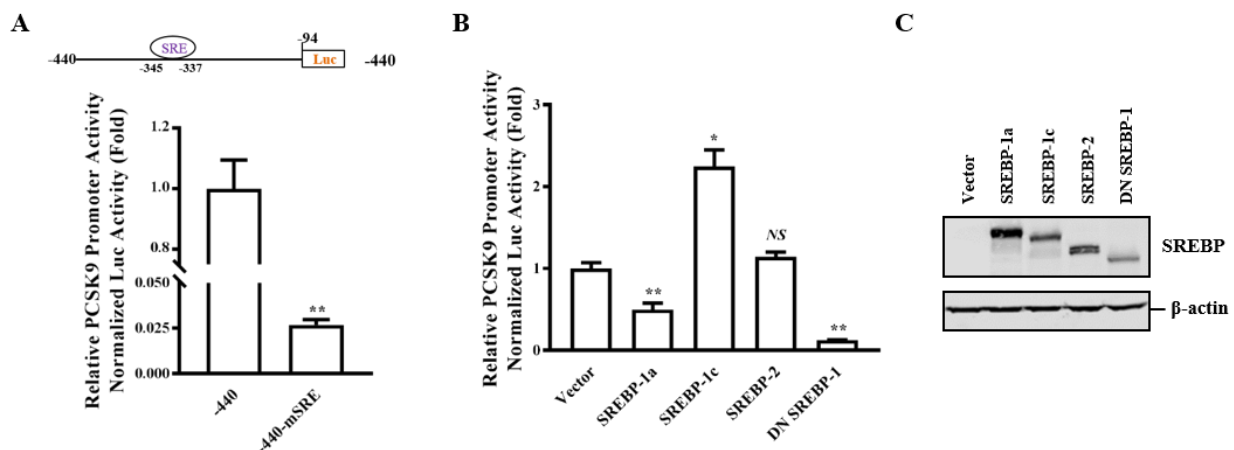 A
-440
SRE
-345
-337
-94
Luc
-440
Relative PCSK9 Promoter Activity
Normalized Luc Activity (Fold)
1.2
1.0
0.8
0.050
0.025
0.000
**
-440
-440-mSRE
B
Relative PCSK9 Promoter Activity
Normalized Luc Activity (Fold)
3
2
1
0
**
*
NS
**
Vector
SREBP-1a
SREBP-1c
SREBP-2
DN SREBP-1
C
Vector
SREBP-1a
SREBP-1c
SREBP-2
DN SREBP-1
SREBP
β-actin